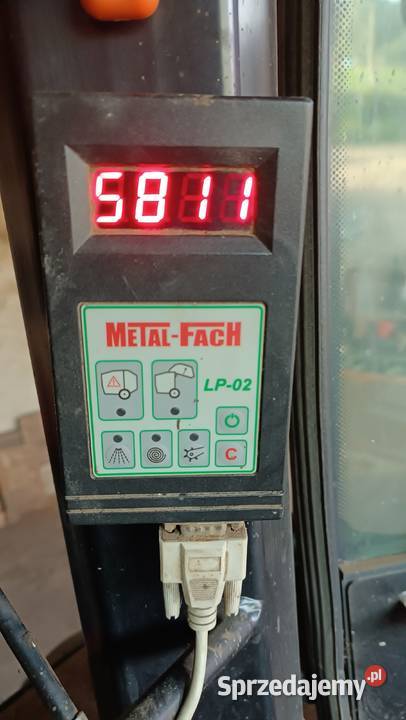 5811
METAL-FACH
LP-02
C
Sprzedajemy.pl